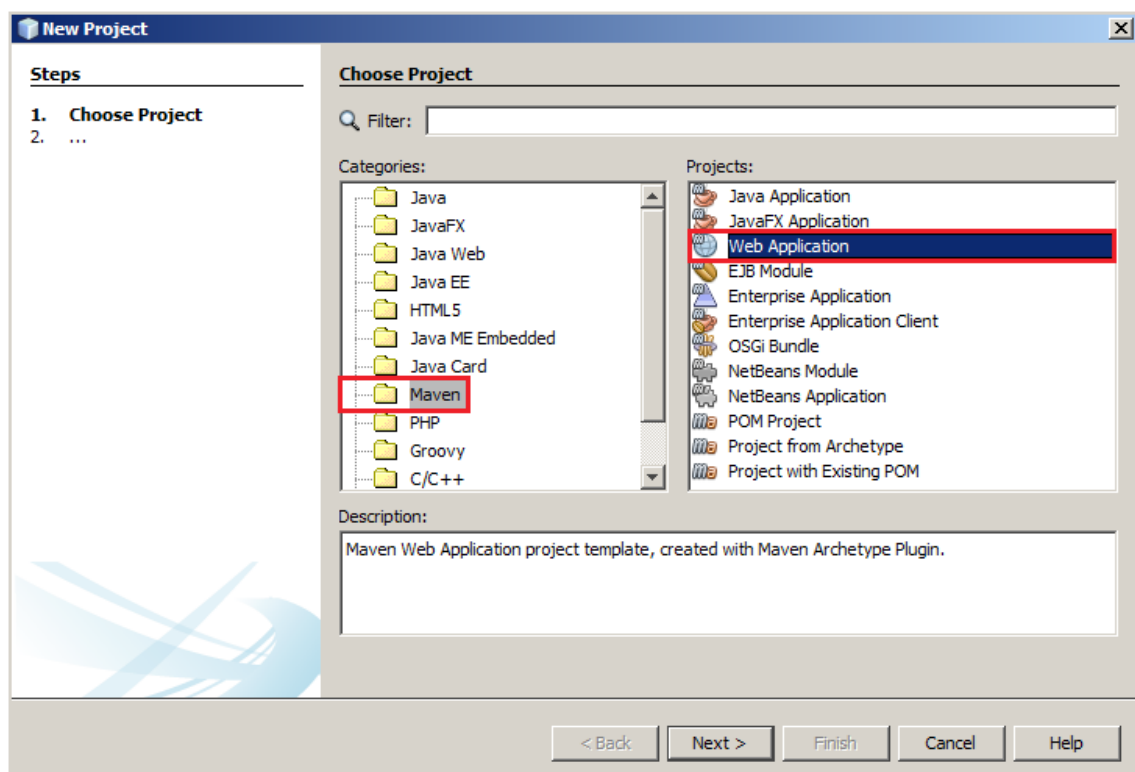 New Project
Steps
1. Choose Project
2. ...
Choose Project
Filter:
Categories:
Java
JavaFX
Java Web
Java EE
HTML5
Java ME Embedded
Java Card
Maven
PHP
Groovy
C/C++
Projects:
Java Application
JavaFX Application
Web Application
EJB Module
Enterprise Application
Enterprise Application Client
OSGi Bundle
NetBeans Module
NetBeans Application
POM Project
Project from Archetype
Project with Existing POM
Description:
Maven Web Application project template, created with Maven Archetype Plugin.
< Back
Next >
Finish
Cancel
Help